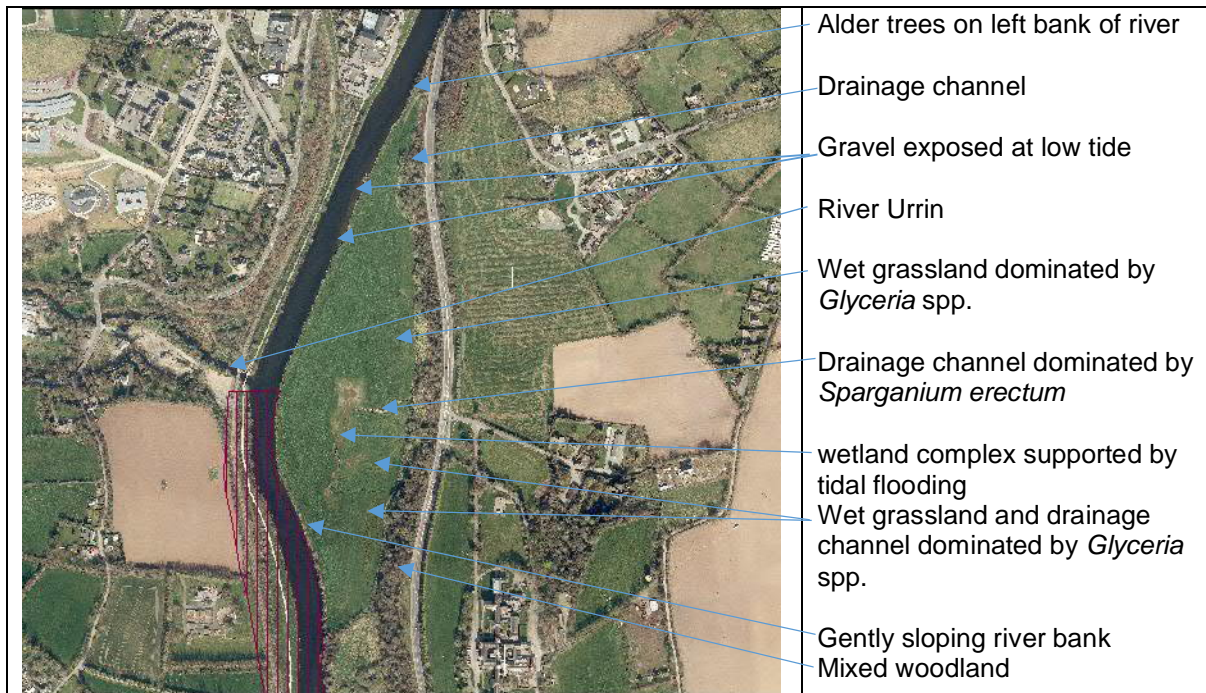 Alder trees on left bank of river
Drainage channel
Gravel exposed at low tide
River Urrin
Wet grassland dominated by
Glyceria spp.
Drainage channel dominated by
Sparganium erectum
wetland complex supported by
tidal flooding
Wet grassland and drainage
channel dominated by Glyceria
spp.
Gently sloping river bank
Mixed woodland